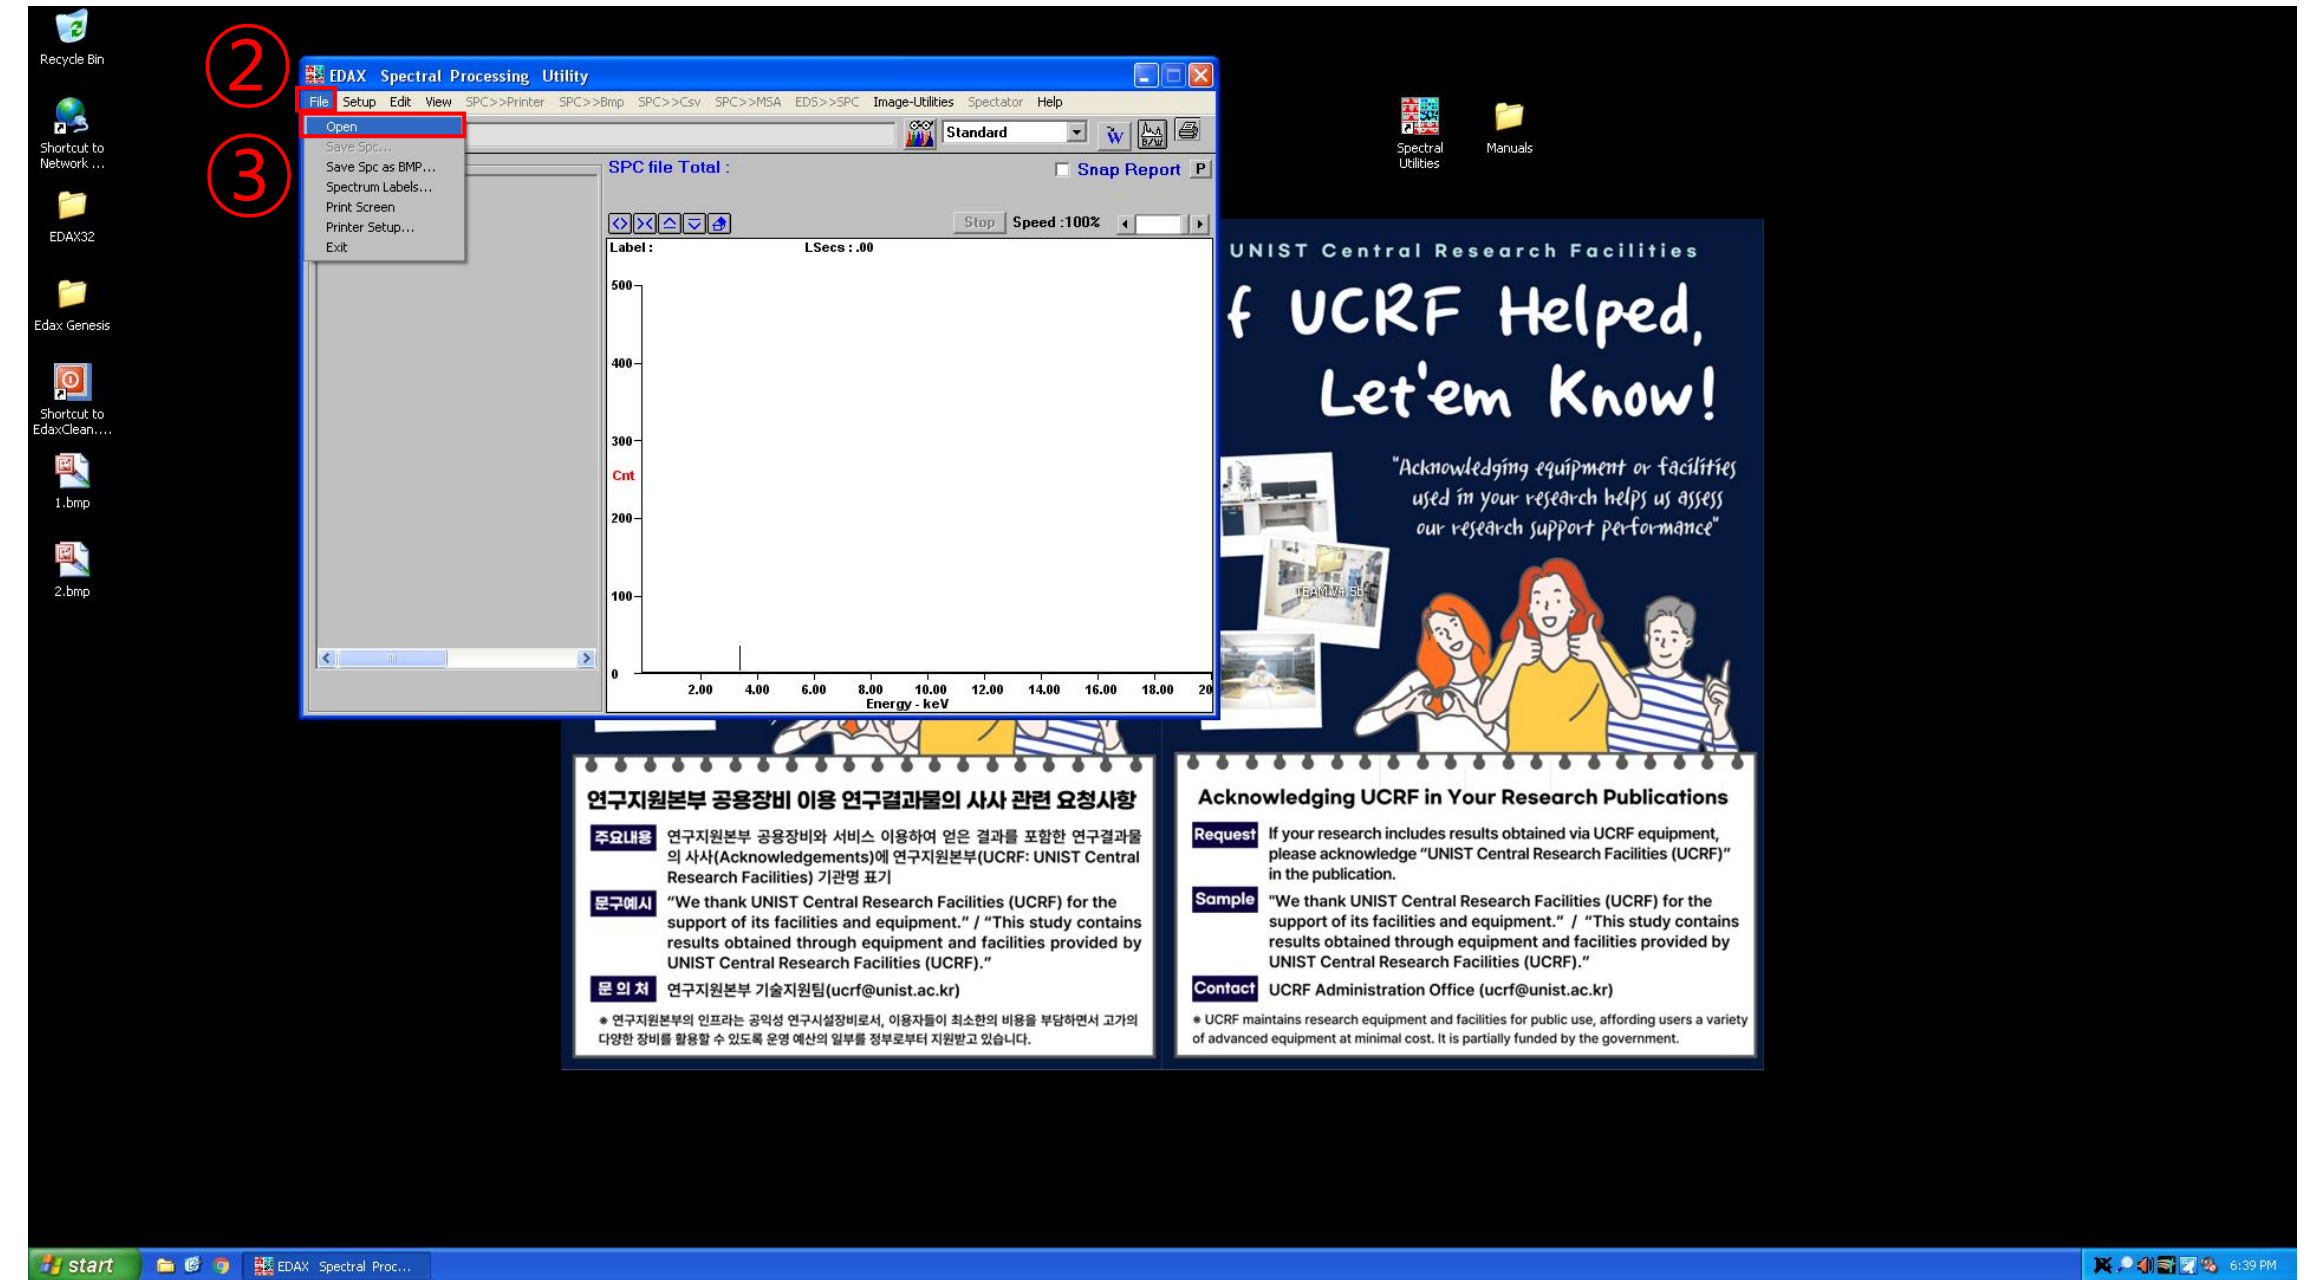 Recycle Bin
Shortcut to
Network ...
EDAX32
Edax Genesis
Shortcut to
EdaxClean....
1.bmp
2.bmp
②
③
EDAX Spectral Processing Utility
File Setup Edit View SPC>>Printer SPC>>Bmp SPC>>Csv SPC>>MSA EDS>>SPC Image-Utilities Spectator Help
Open
Save Spc...
Save Spc as BMP...
Spectrum Labels...
Print Screen
Printer Setup...
Exit
Standard
W
B/W
SPC file Total :
Snap Report P
Stop Speed :100%
Label : LSecs : .00
500
400
300
Cnt
200
100
0
2.00 4.00 6.00 8.00 10.00 12.00 14.00 16.00 18.00 20
Energy - keV
Spectral
Utilities
Manuals
UNIST Central Research Facilities
f UCRF Helped,
Let'em Know!
"Acknowledging equipment or facilities
used in your research helps us assess
our research support performance"
TEAM V4.5b
연구지원본부 공용장비 이용 연구결과물의 사사 관련 요청사항
주요내용 연구지원본부 공용장비와 서비스 이용하여 얻은 결과를 포함한 연구결과물
의 사사(Acknowledgements)에 연구지원본부(UCRF: UNIST Central
Research Facilities) 기관명 표기
문구예시 “We thank UNIST Central Research Facilities (UCRF) for the
support of its facilities and equipment.” / “This study contains
results obtained through equipment and facilities provided by
UNIST Central Research Facilities (UCRF).”
문 의 처 연구지원본부 기술지원팀(ucrf@unist.ac.kr)
※ 연구지원본부의 인프라는 공익성 연구시설장비로서, 이용자들이 최소한의 비용을 부담하면서 고가의
다양한 장비를 활용할 수 있도록 운영 예산의 일부를 정부로부터 지원받고 있습니다.
Acknowledging UCRF in Your Research Publications
Request If your research includes results obtained via UCRF equipment,
please acknowledge “UNIST Central Research Facilities (UCRF)”
in the publication.
Sample "We thank UNIST Central Research Facilities (UCRF) for the
support of its facilities and equipment.” / “This study contains
results obtained through equipment and facilities provided by
UNIST Central Research Facilities (UCRF).”
Contact UCRF Administration Office (ucrf@unist.ac.kr)
※ UCRF maintains research equipment and facilities for public use, affording users a variety
of advanced equipment at minimal cost. It is partially funded by the government.
start
EDAX Spectral Proc...
6:39 PM